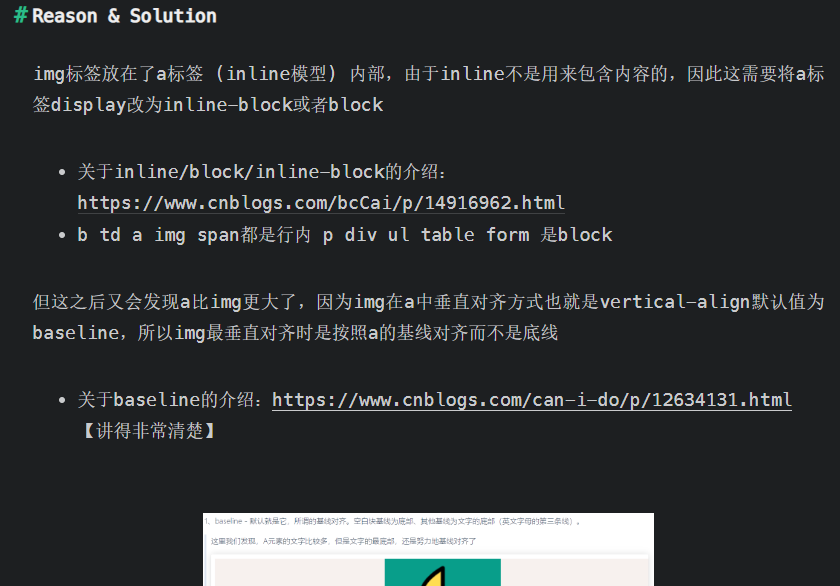 # Reason & Solution
img标签放在了a标签 (inline模型) 内部，由于inline不是用来包含内容的，因此这需要将a标
签display改为inline-block或者block
• 关于inline/block/inline-block的介绍：
https://www.cnblogs.com/bcCai/p/14916962.html
• b td a img span都是行内 p div ul table form 是block
但这之后又会发现a比img更大了，因为img在a中垂直对齐方式也就是vertical-align默认值为
baseline，所以img最垂直对齐时是按照a的基线对齐而不是底线
• 关于baseline的介绍：https://www.cnblogs.com/can-i-do/p/12634131.html
【讲得非常清楚】
1、baseline - 默认就是它，所谓的基线对齐。空白块基线为底部、其他基线为文字的底部（英文字母的第三条线）。
这里我们发现，A元素的文字比较多，但是文字的最底部，还是努力地基线对齐了